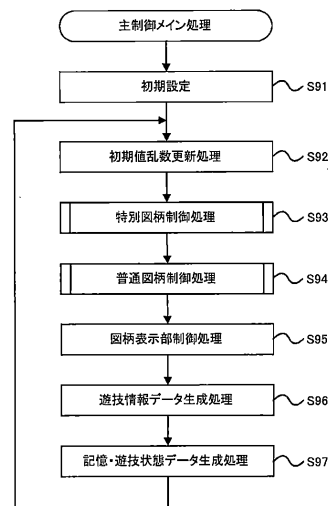 主制御メイン処理
初期設定 S91
初期値乱数更新処理 S92
特別図柄制御処理 S93
普通図柄制御処理 S94
図柄表示部制御処理 S95
遊技情報データ生成処理 S96
記憶・遊技状態データ生成処理 S97